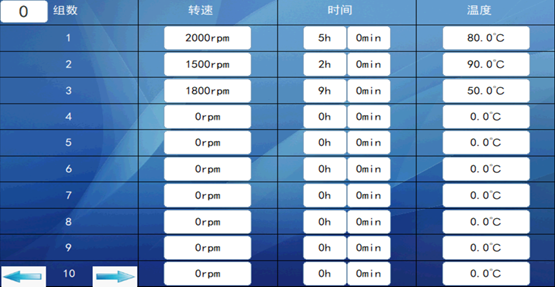 0 组数 转速 时间 温度
1 2000rpm 5h 0min 80.0℃
2 1500rpm 2h 0min 90.0℃
3 1800rpm 9h 0min 50.0℃
4 0rpm 0h 0min 0.0℃
5 0rpm 0h 0min 0.0℃
6 0rpm 0h 0min 0.0℃
7 0rpm 0h 0min 0.0℃
8 0rpm 0h 0min 0.0℃
9 0rpm 0h 0min 0.0℃
10 0rpm 0h 0min 0.0℃